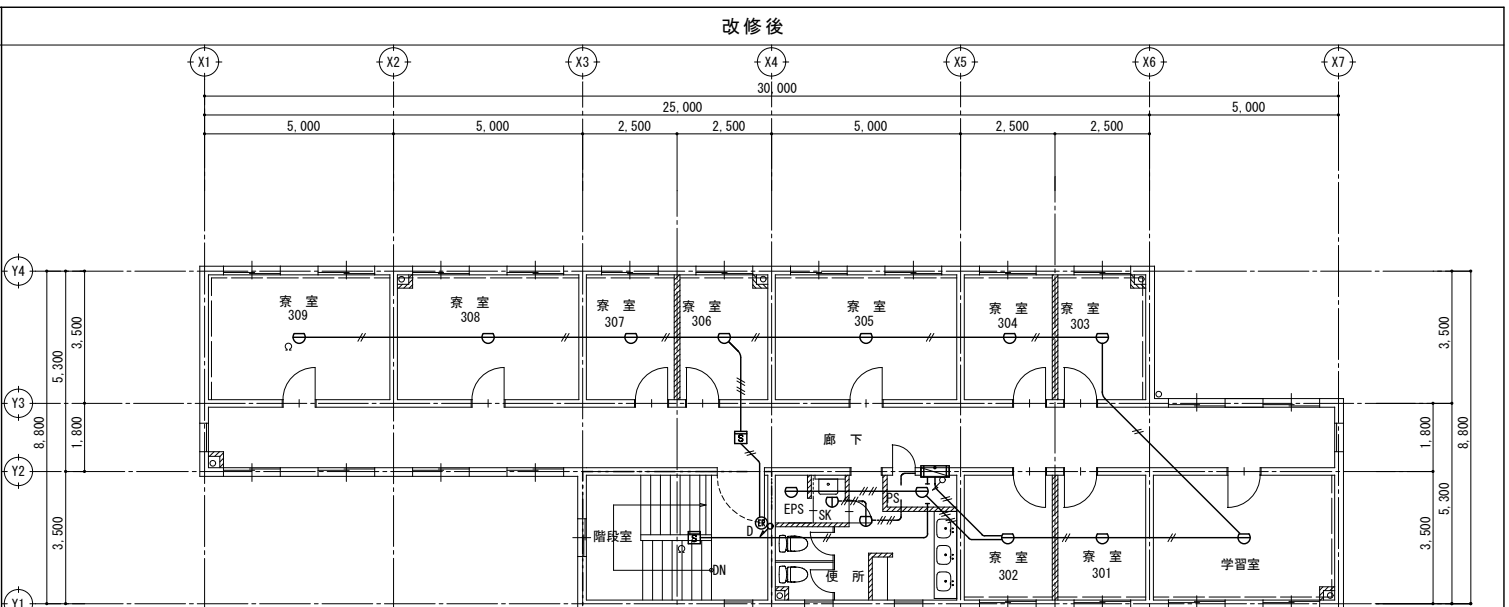 改修後
X1 X2 X3 X4 X5 X6 X7
30,000
25,000 5,000
5,000 5,000 2,500 2,500 5,000 2,500 2,500
Y4
寮 室 309
寮 室 308
寮 室 307
寮 室 306
寮 室 305
寮 室 304
寮 室 303
3,500
5,300
3,500
Y3
8,800
1,800
S
廊 下
1,800
8,800
Y2
5,300
EPS
SK
PS
階段室
S
D
DN
便 所
寮 室 302
寮 室 301
学習室
3,500
3,500
Y1